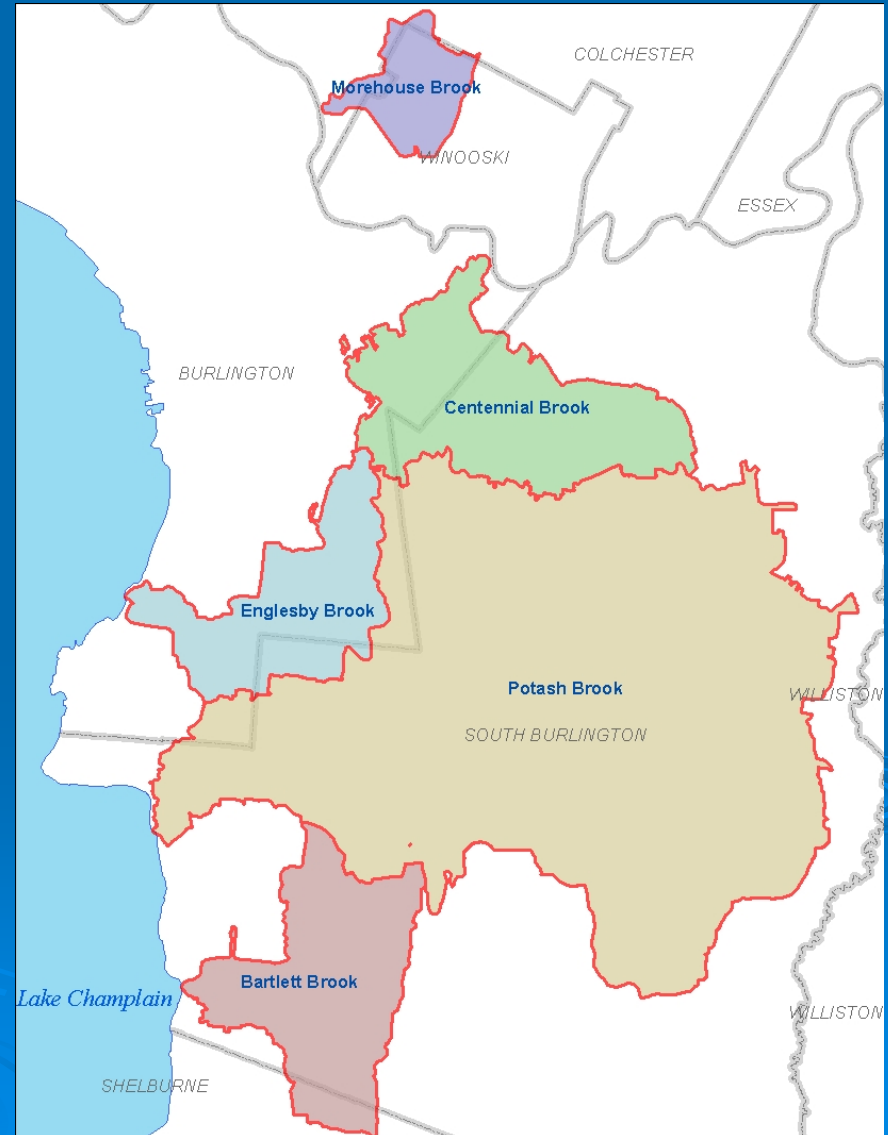 COLCHESTER
Morehouse Brook
WINOOSKI
ESSEX
BURLINGTON
Centennial Brook
Englesby Brook
Potash Brook
WILLISTON
SOUTH BURLINGTON
Bartlett Brook
Lake Champlain
WILLISTON
SHELBURNE